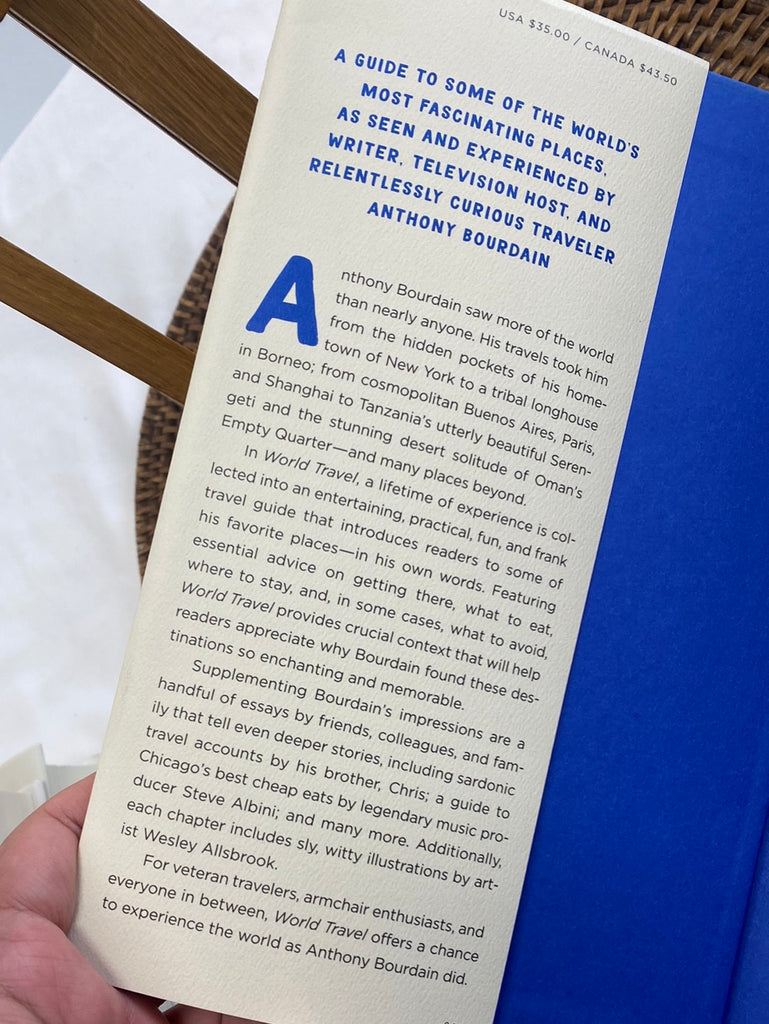 USA $35.00 / CANADA $43.50
A GUIDE TO SOME OF THE WORLD'S
MOST FASCINATING PLACES,
AS SEEN AND EXPERIENCED BY
WRITER, TELEVISION HOST, AND
RELENTLESSLY CURIOUS TRAVELER
ANTHONY BOURDAIN
Anthony Bourdain saw more of the world
than nearly anyone. His travels took him
from the hidden pockets of his home-
town of New York to a tribal longhouse
in Borneo; from cosmopolitan Buenos Aires, Paris,
and Shanghai to Tanzania's utterly beautiful Seren-
geti and the stunning desert solitude of Oman's
Empty Quarter—and many places beyond.
In World Travel, a lifetime of experience is col-
lected into an entertaining, practical, fun, and frank
travel guide that introduces readers to some of
his favorite places—in his own words. Featuring
essential advice on getting there, what to eat,
where to stay, and, in some cases, what to avoid,
World Travel provides crucial context that will help
readers appreciate why Bourdain found these des-
tinations so enchanting and memorable.
Supplementing Bourdain's impressions are a
handful of essays by friends, colleagues, and fam-
ily that tell even deeper stories, including sardonic
travel accounts by his brother, Chris; a guide to
Chicago's best cheap eats by legendary music pro-
ducer Steve Albini; and many more. Additionally,
each chapter includes sly, witty illustrations by art-
ist Wesley Allsbrook.
For veteran travelers, armchair enthusiasts, and
everyone in between, World Travel offers a chance
to experience the world as Anthony Bourdain did.